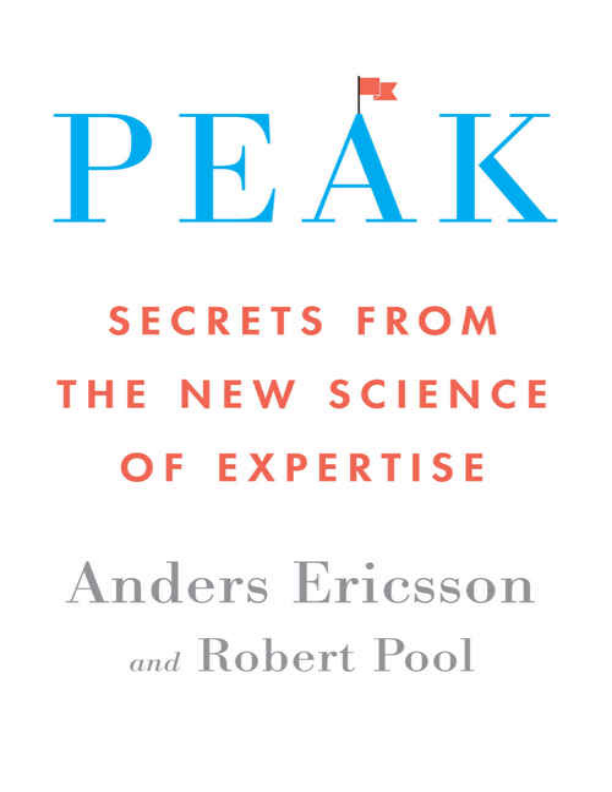 PEAK
SECRETS FROM
THE NEW SCIENCE
OF EXPERTISE
Anders Ericsson
and Robert Pool